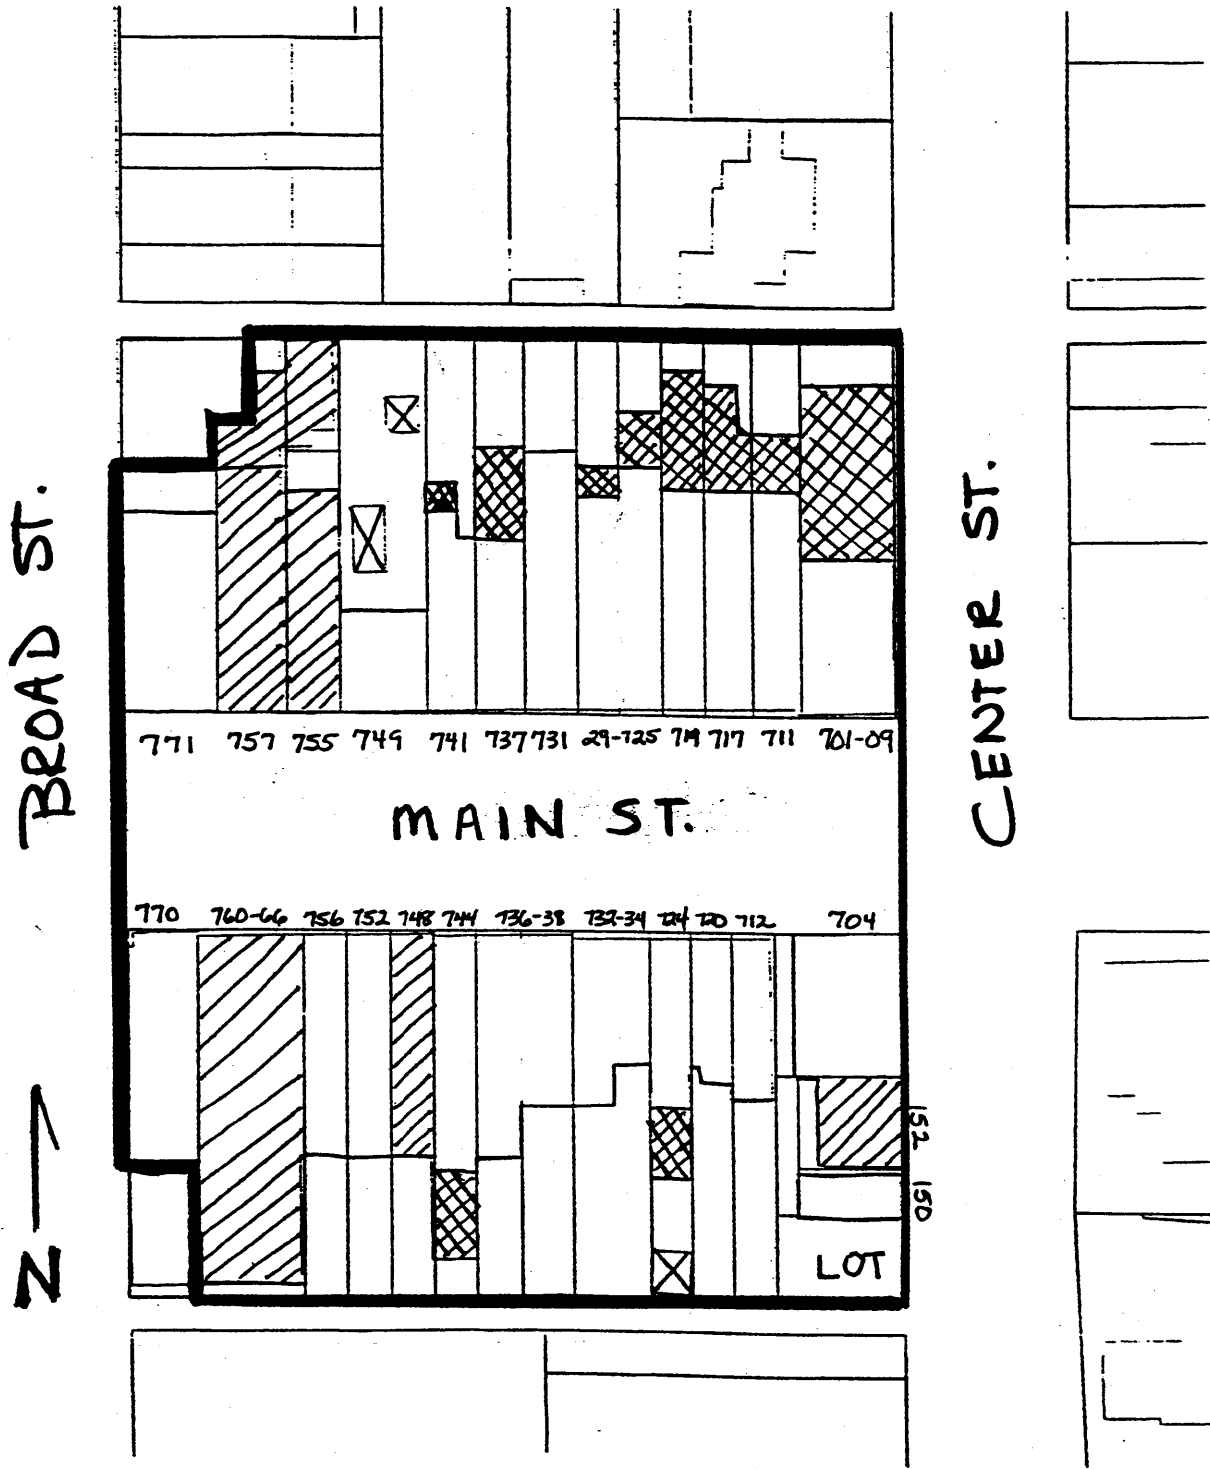 BROAD ST.
CENTER ST.
771 757 755 749 741 737 731 29-725 719 717 711 701-09
MAIN ST.
770 760-66 756 752 748 744 736-38 732-34 724 720 712 704
152
150
LOT
N